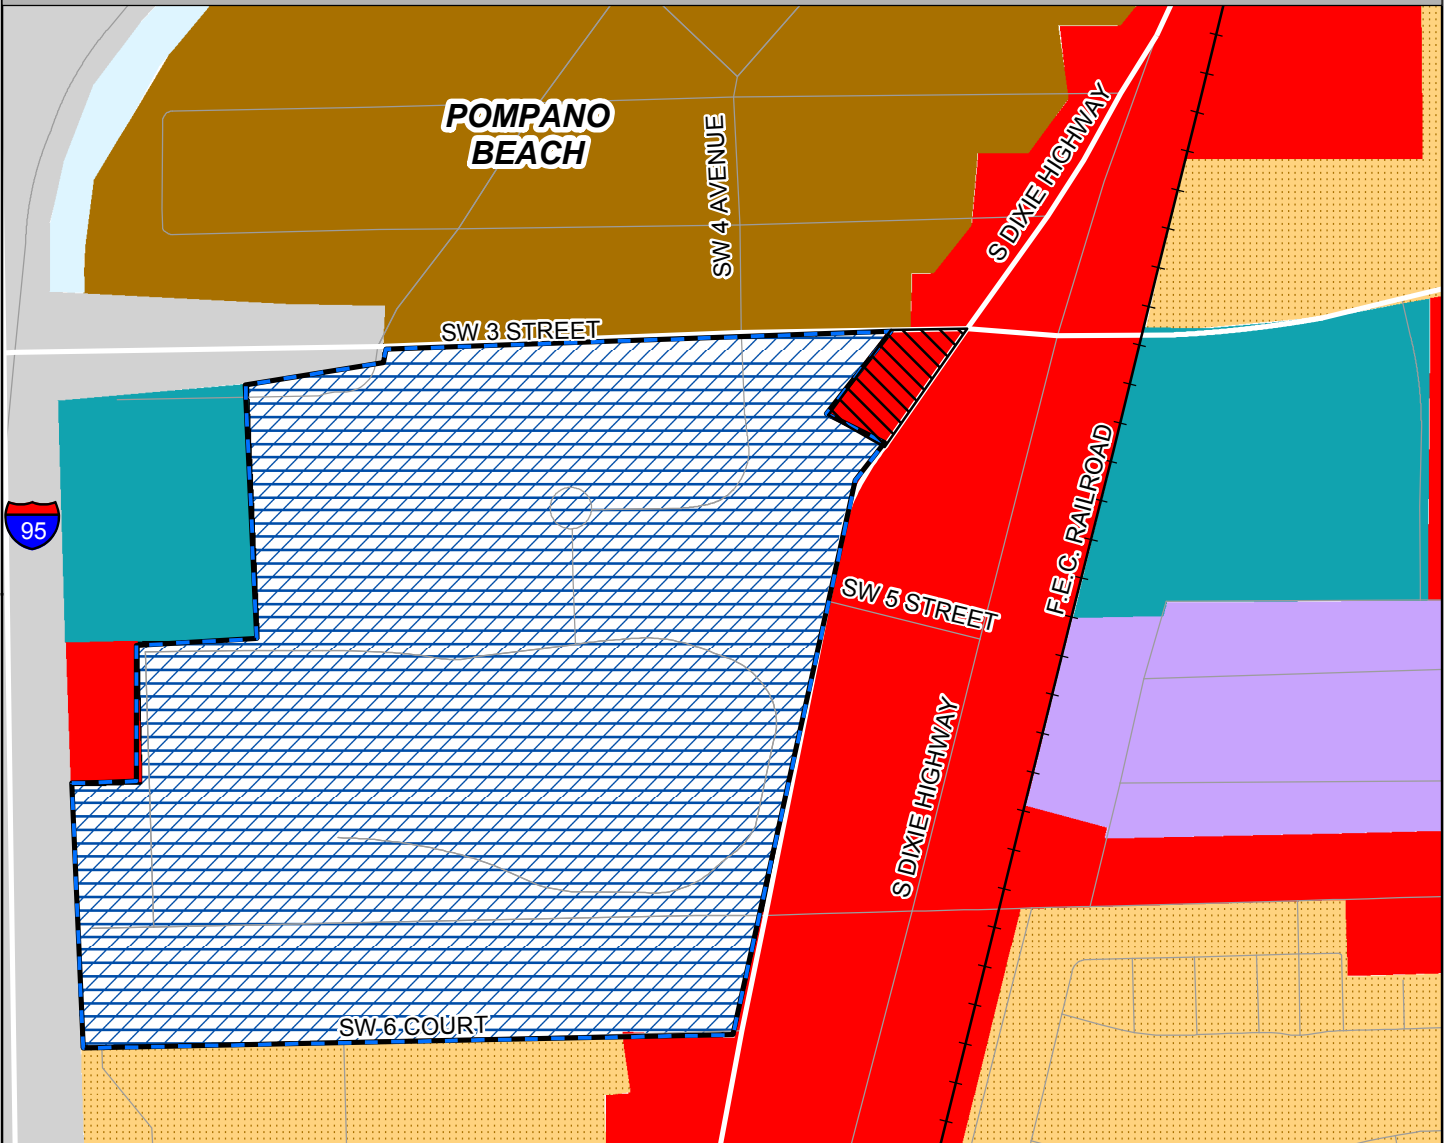 POMPANO
BEACH
SW 4 AVENUE
S DIXIE HIGHWAY
SW 3 STREET
95
F.E.C. RAILROAD
SW 5 STREET
S DIXIE HIGHWAY
SW 6 COURT